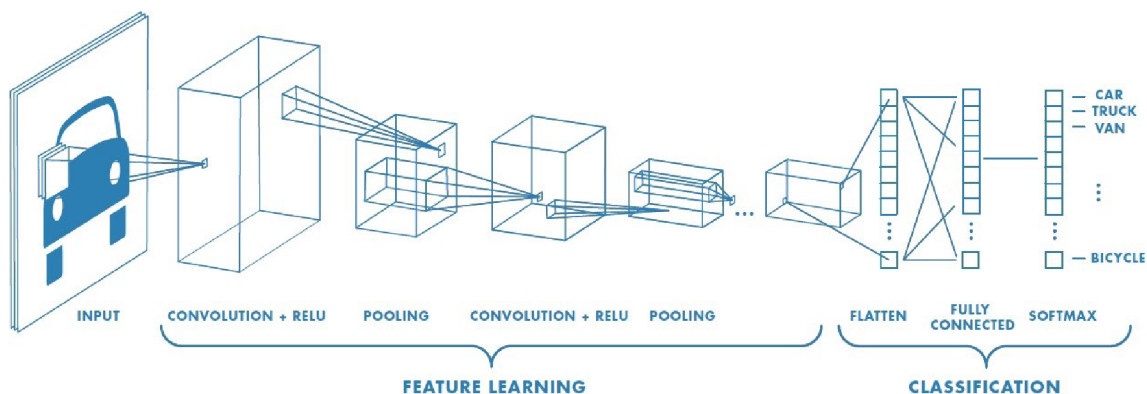 CAR
TRUCK
VAN
BICYCLE
INPUT
CONVOLUTION + RELU
POOLING
CONVOLUTION + RELU
POOLING
FLATTEN
FULLY
CONNECTED
SOFTMAX
FEATURE LEARNING
CLASSIFICATION